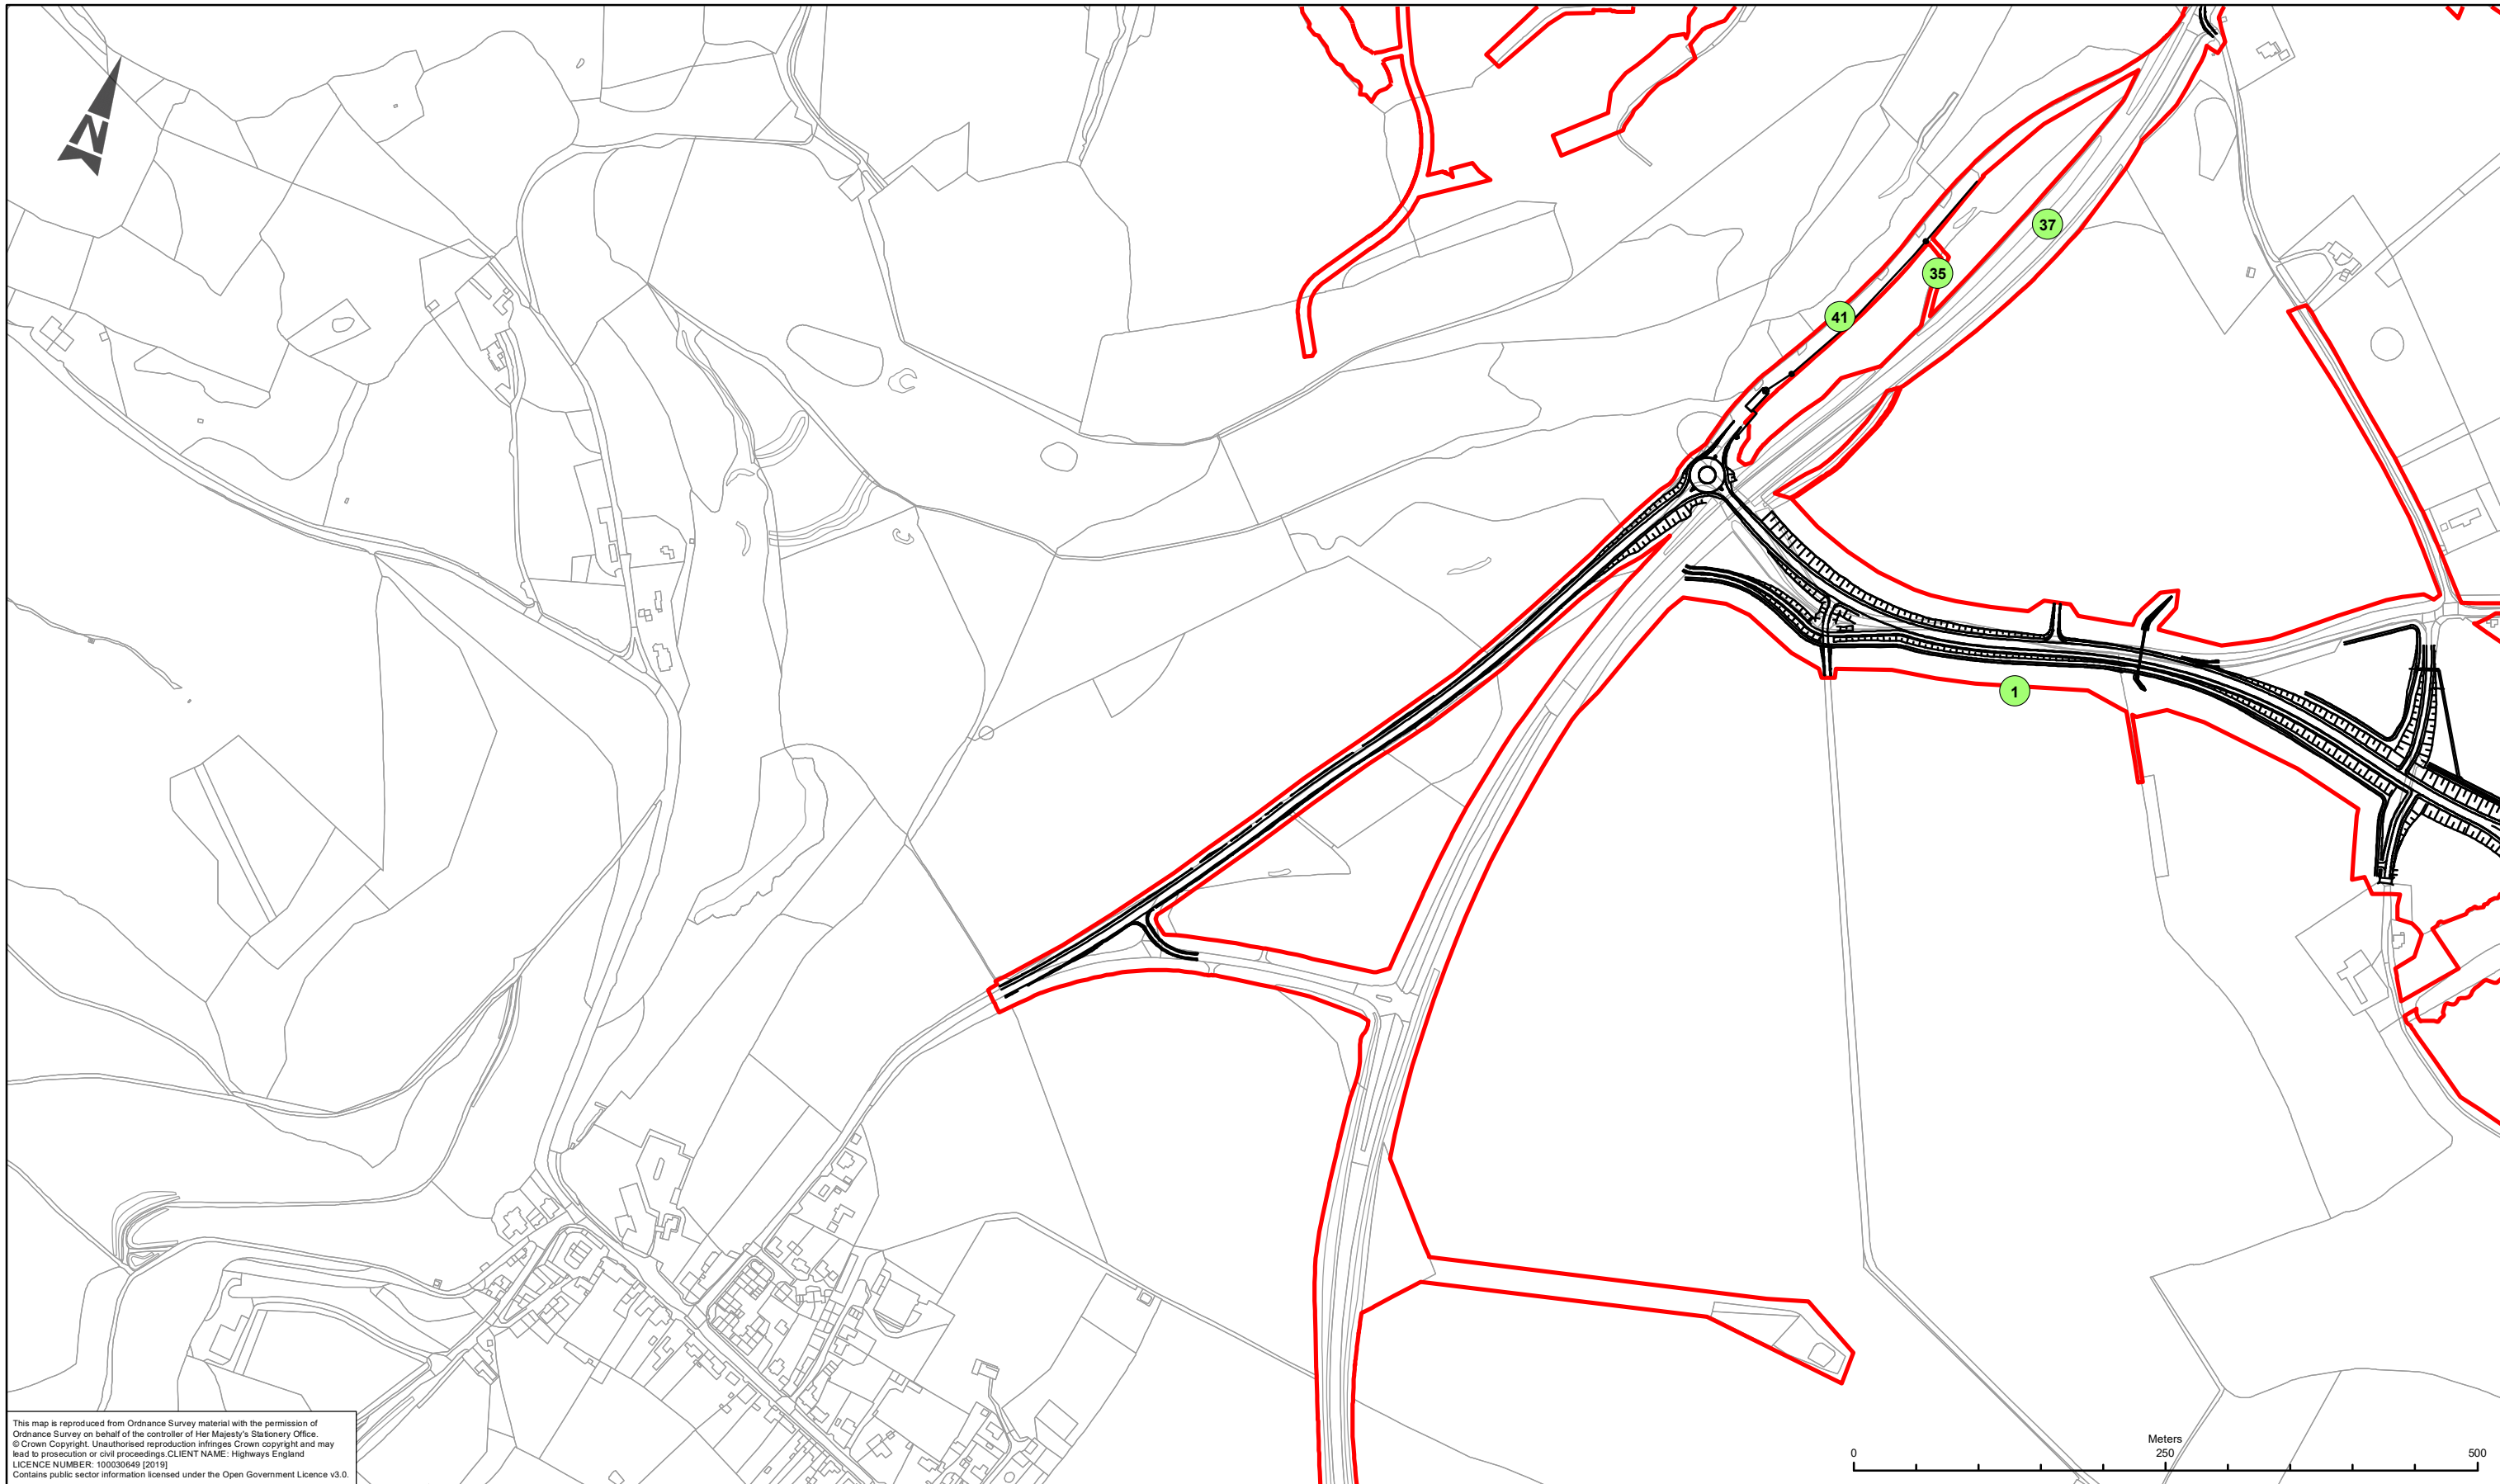 N
37
35
41
1
This map is reproduced from Ordnance Survey material with the permission of
Ordnance Survey on behalf of the controller of Her Majesty's Stationery Office.
© Crown Copyright. Unauthorised reproduction infringes Crown copyright and may
lead to prosecution or civil proceedings.CLIENT NAME: Highways England
LICENCE NUMBER: 100030649 [2019]
Contains public sector information licensed under the Open Government Licence v3.0.
Meters
0 250 500